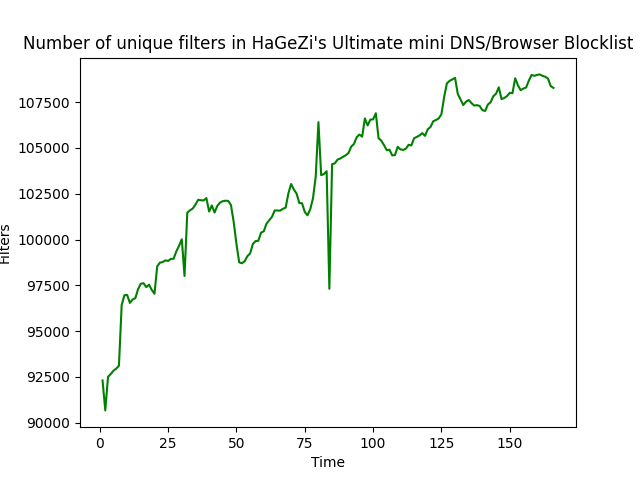 Number of unique filters in HaGeZi's Ultimate mini DNS/Browser Blocklist
107500
105000
102500
100000
97500
95000
92500
90000
Filters
0 25 50 75 100 125 150
Time